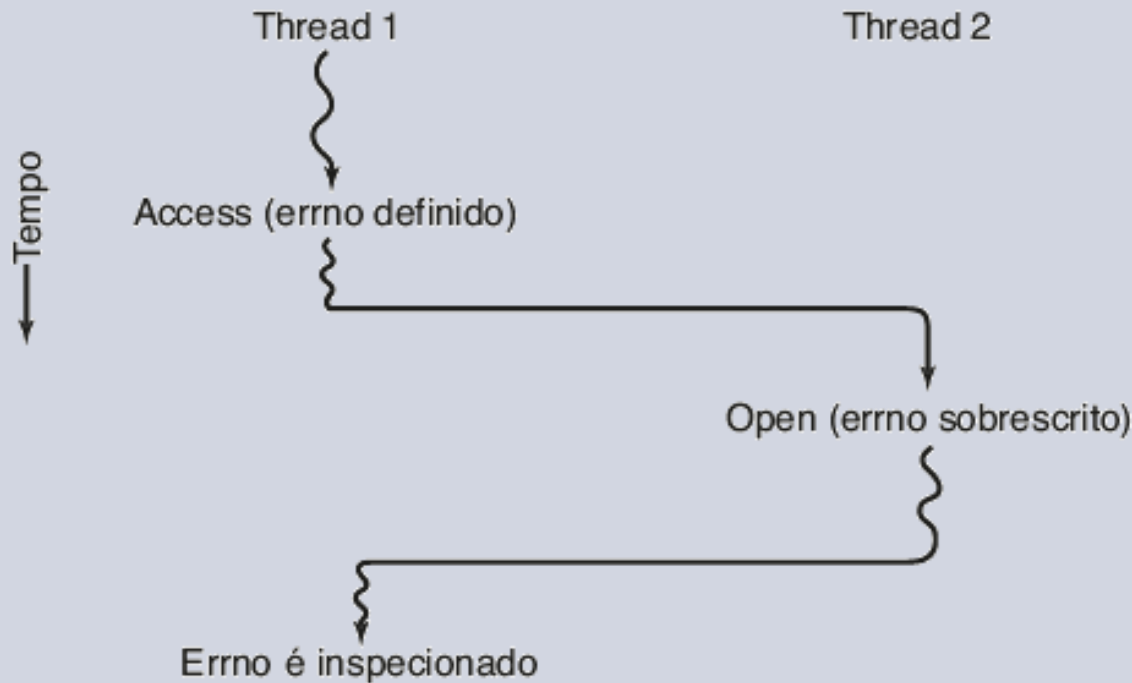 Thread 1
Thread 2
Tempo
Access (errno definido)
Open (errno sobrescrito)
Errno é inspecionado